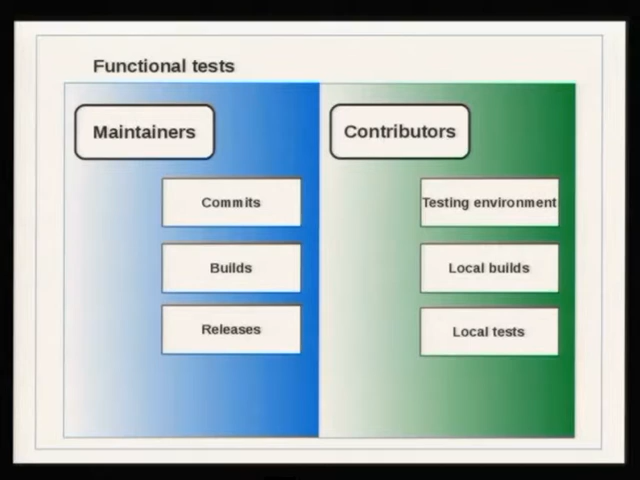 Functional tests
Maintainers
Commits
Builds
Releases
Contributors
Testing environment
Local builds
Local tests